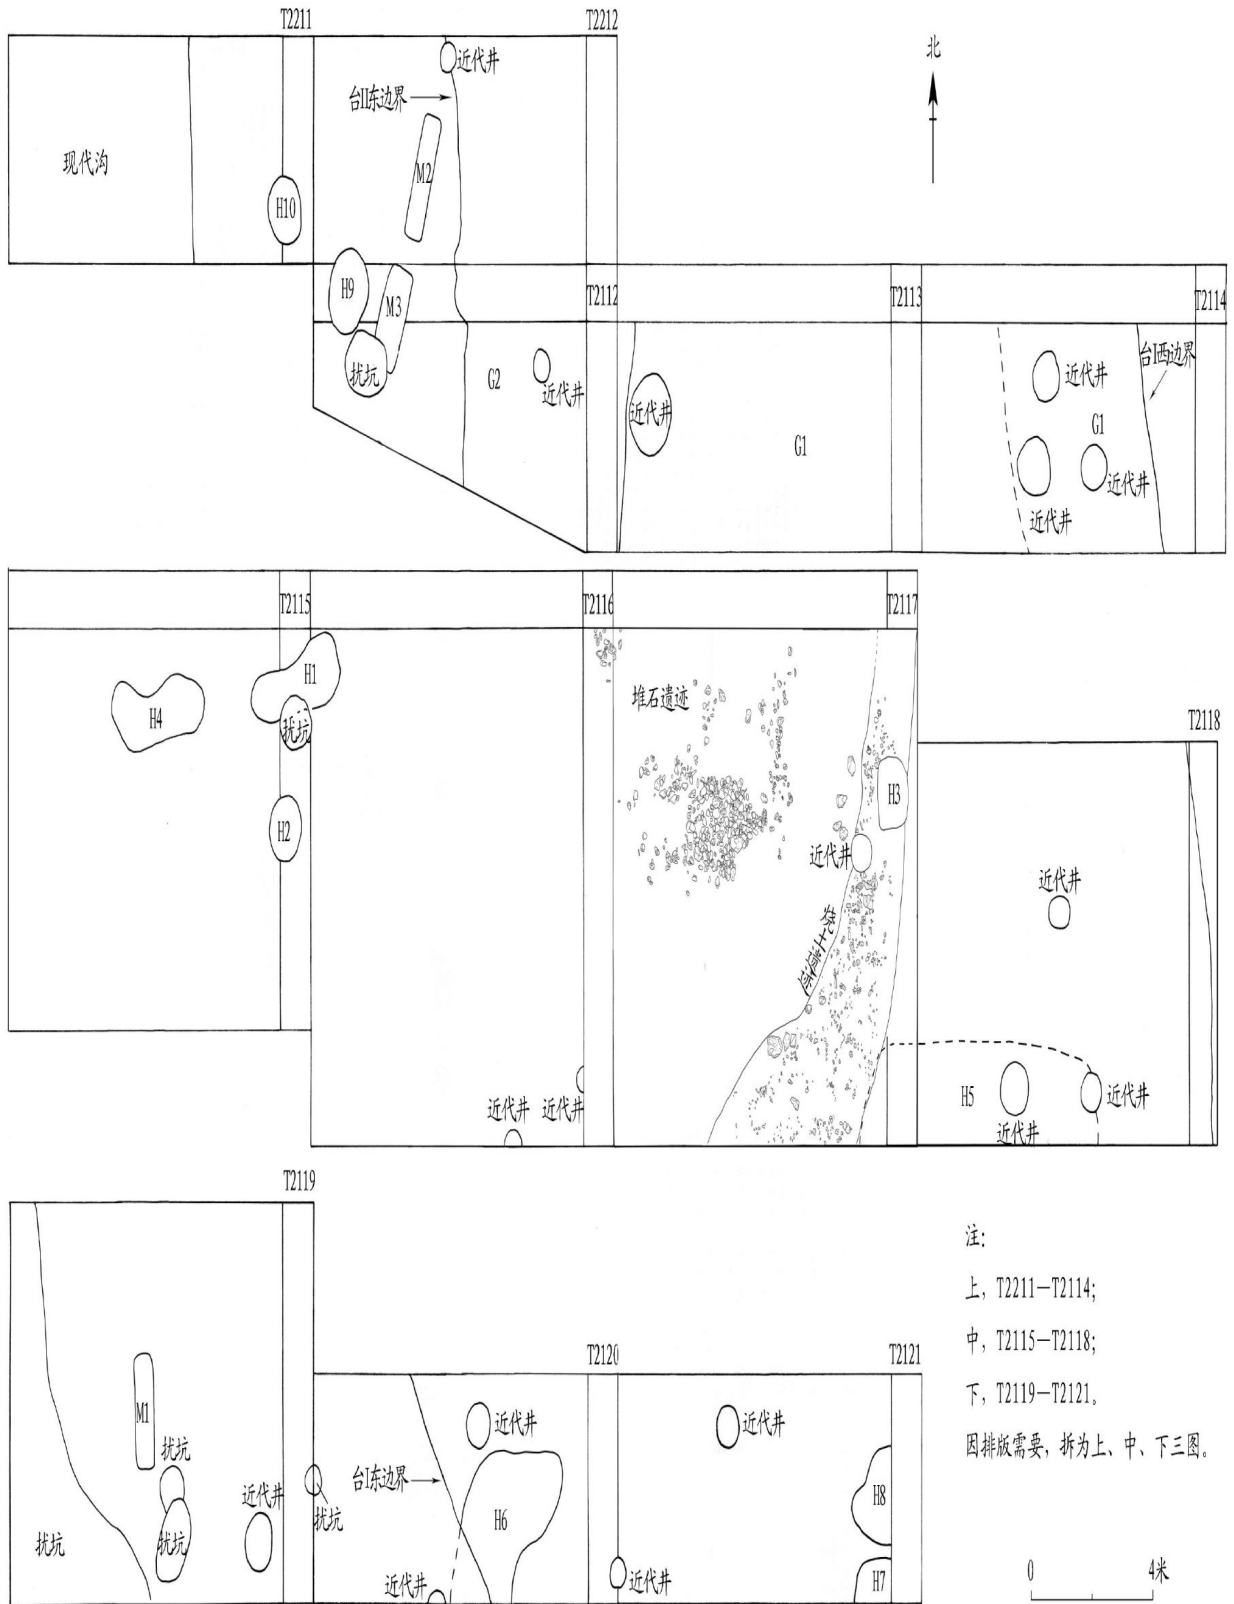 T2211
T2212
北
近代井
台II东边界
现代沟
M2
H10
H9
M3
T2112
T2113
T2114
扰坑
G2
近代井
近代井
G1
近代井
台I西边界
G1
近代井
近代井
T2115
T2116
T2117
H1
H4
扰坑
堆石遗迹
T2118
H3
H2
近代井
近代井
H5
近代井
近代井
近代井
近代井
T2119
注:
上, T2211—T2114;
中, T2115—T2118;
下, T2119—T2121。
因排版需要, 拆为上、中、下三图。
T2120
T2121
M1
扰坑
近代井
近代井
台I东边界
近代井
扰坑
H8
H6
扰坑
扰坑
近代井
近代井
H7
0
4米